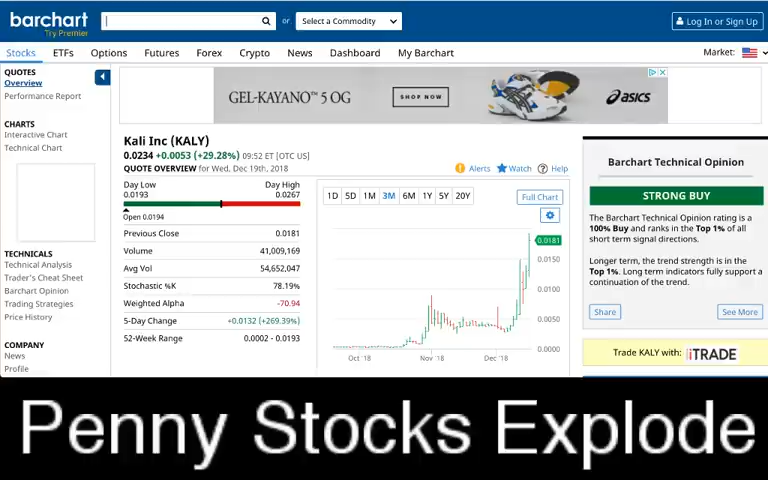 barchart
Try Premier
or
Select a Commodity
Log In or Sign Up
Stocks
ETFs
Options
Futures
Forex
Crypto
News
Dashboard
My Barchart
Market:
QUOTES
Overview
Performance Report
CHARTS
Interactive Chart
Technical Chart
TECHNICALS
Technical Analysis
Trader's Cheat Sheet
Barchart Opinion
Trading Strategies
Price History
COMPANY
News
Profile
GEL-KAYANO™ 5 OG
SHOP NOW
asics
Kali Inc (KALY)
0.0234 +0.0053 (+29.28%) 09:52 ET [OTC US]
QUOTE OVERVIEW for Wed, Dec 19th, 2018
Alerts
Watch
Help
Day Low
Day High
0.0193
0.0267
Open 0.0194
Previous Close 0.0181
Volume 41,009,169
Avg Vol 54,652,047
Stochastic %K 78.19%
Weighted Alpha -70.94
5-Day Change +0.0132 (+269.39%)
52-Week Range 0.0002 - 0.0193
1D 5D 1M 3M 6M 1Y 5Y 20Y
Full Chart
0.0181
0.0150
0.0100
0.0050
0.0000
Oct '18
Nov '18
Dec '18
Barchart Technical Opinion
STRONG BUY
The Barchart Technical Opinion rating is a
100% Buy and ranks in the Top 1% of all
short term signal directions.
Longer term, the trend strength is in the
Top 1%. Long term indicators fully support a
continuation of the trend.
Share
See More
Trade KALY with:
iTRADE
Penny Stocks Explode